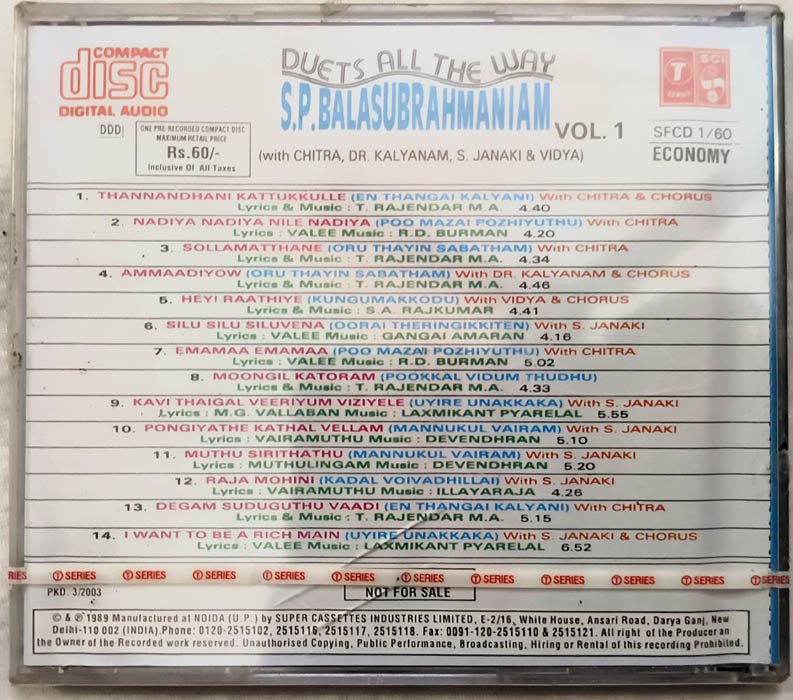 COMPACT
disc
DIGITAL AUDIO
DUETS ALL THE WAY
S.P.BALASUBRAHMANIAM
VOL. 1
(with CHITRA, DR. KALYANAM, S. JANAKI & VIDYA)
T
SERIES
SCI
SFCD 1/60
ECONOMY
DDD
ONE PRE-RECORDED COMPACT DISC
MAXIMUM RETAIL PRICE
Rs.60/-
Inclusive Of All Taxes
1. THANNANDHANI KATTUKKULLE (EN THANGAI KALYANI) With CHITRA & CHORUS
Lyrics & Music : T. RAJENDAR M.A. 4.40
2. NADIYA NADIYA NILE NADIYA (POO MAZAI POZHIYUTHU) With CHITRA
Lyrics : VALEE Music : R.D. BURMAN 4.20
3. SOLLAMATTHANE (ORU THAYIN SABATHAM) With CHITRA
Lyrics & Music : T. RAJENDAR M.A. 4.34
4. AMMAADIYOW (ORU THAYIN SABATHAM) With DR. KALYANAM & CHORUS
Lyrics & Music : T. RAJENDAR M.A. 4.46
5. HEY! RAATHIYE (KUNGUMAKKODU) With VIDYA & CHORUS
Lyrics & Music : S.A. RAJKUMAR 4.41
6. SILU SILU SILUVENA (OORAI THERINGIKKITEN) With S. JANAKI
Lyrics : VALEE Music : GANGAI AMARAN 4.16
7. EMAMAA EMAMAA (POO MAZAI POZHIYUTHU) With CHITRA
Lyrics : VALEE Music : R.D. BURMAN 5.02
8. MOONGIL KATORAM (POOKKAL VIDUM THUDHU)
Lyrics & Music : T. RAJENDER M.A. 4.33
9. KAVI THAIGAL VEERIYUM VIZIYELE (UYIRE UNAKKAKA) With S. JANAKI
Lyrics : M.G. VALLABAN Music : LAXMIKANT PYARELAL 5.55
10. PONGIYATHE KATHAL VELLAM (MANNUKUL VAIRAM) With S. JANAKI
Lyrics : VAIRAMUTHU Music : DEVENDHRAN 5.10
11. MUTHU SIRITHATHU (MANNUKUL VAIRAM) With S. JANAKI
Lyrics : MUTHULINGAM Music : DEVENDHRAN 5.20
12. RAJA MOHINI (KADAL VOIVADHILLAI) With S. JANAKI
Lyrics : VAIRAMUTHU Music : ILLAYARAJA 4.26
13. DEGAM SUDUGUTHU VAADI (EN THANGAI KALYANI) With CHITRA
Lyrics & Music : T. RAJENDAR M.A. 5.15
14. I WANT TO BE A RICH MAIN (UYIRE UNAKKAKA) With S. JANAKI & CHORUS
Lyrics : VALEE Music : LAXMIKANT PYARELAL 6.52
RIES T SERIES T SERIES T SERIES T SERIES T SERIES T SERIES T SERIES T SERIES T SERIES T SERIES T SERIES
PKD. 3/2003
NOT FOR SALE
© & ℗ 1989 Manufactured at NOIDA (U.P.) by SUPER CASSETTES INDUSTRIES LIMITED, E-2/16, White House, Ansari Road, Darya Ganj, New
Delhi-110 002 (INDIA).Phone: 0120-2515102, 2515116, 2515117, 2515118. Fax: 0091-120-2515110 & 2515121. All right of the Producer an
the Owner of the Recorded work reserved. Unauthorised Copying, Public Performance, Broadcasting, Hiring or Rental of this recording Prohibited.